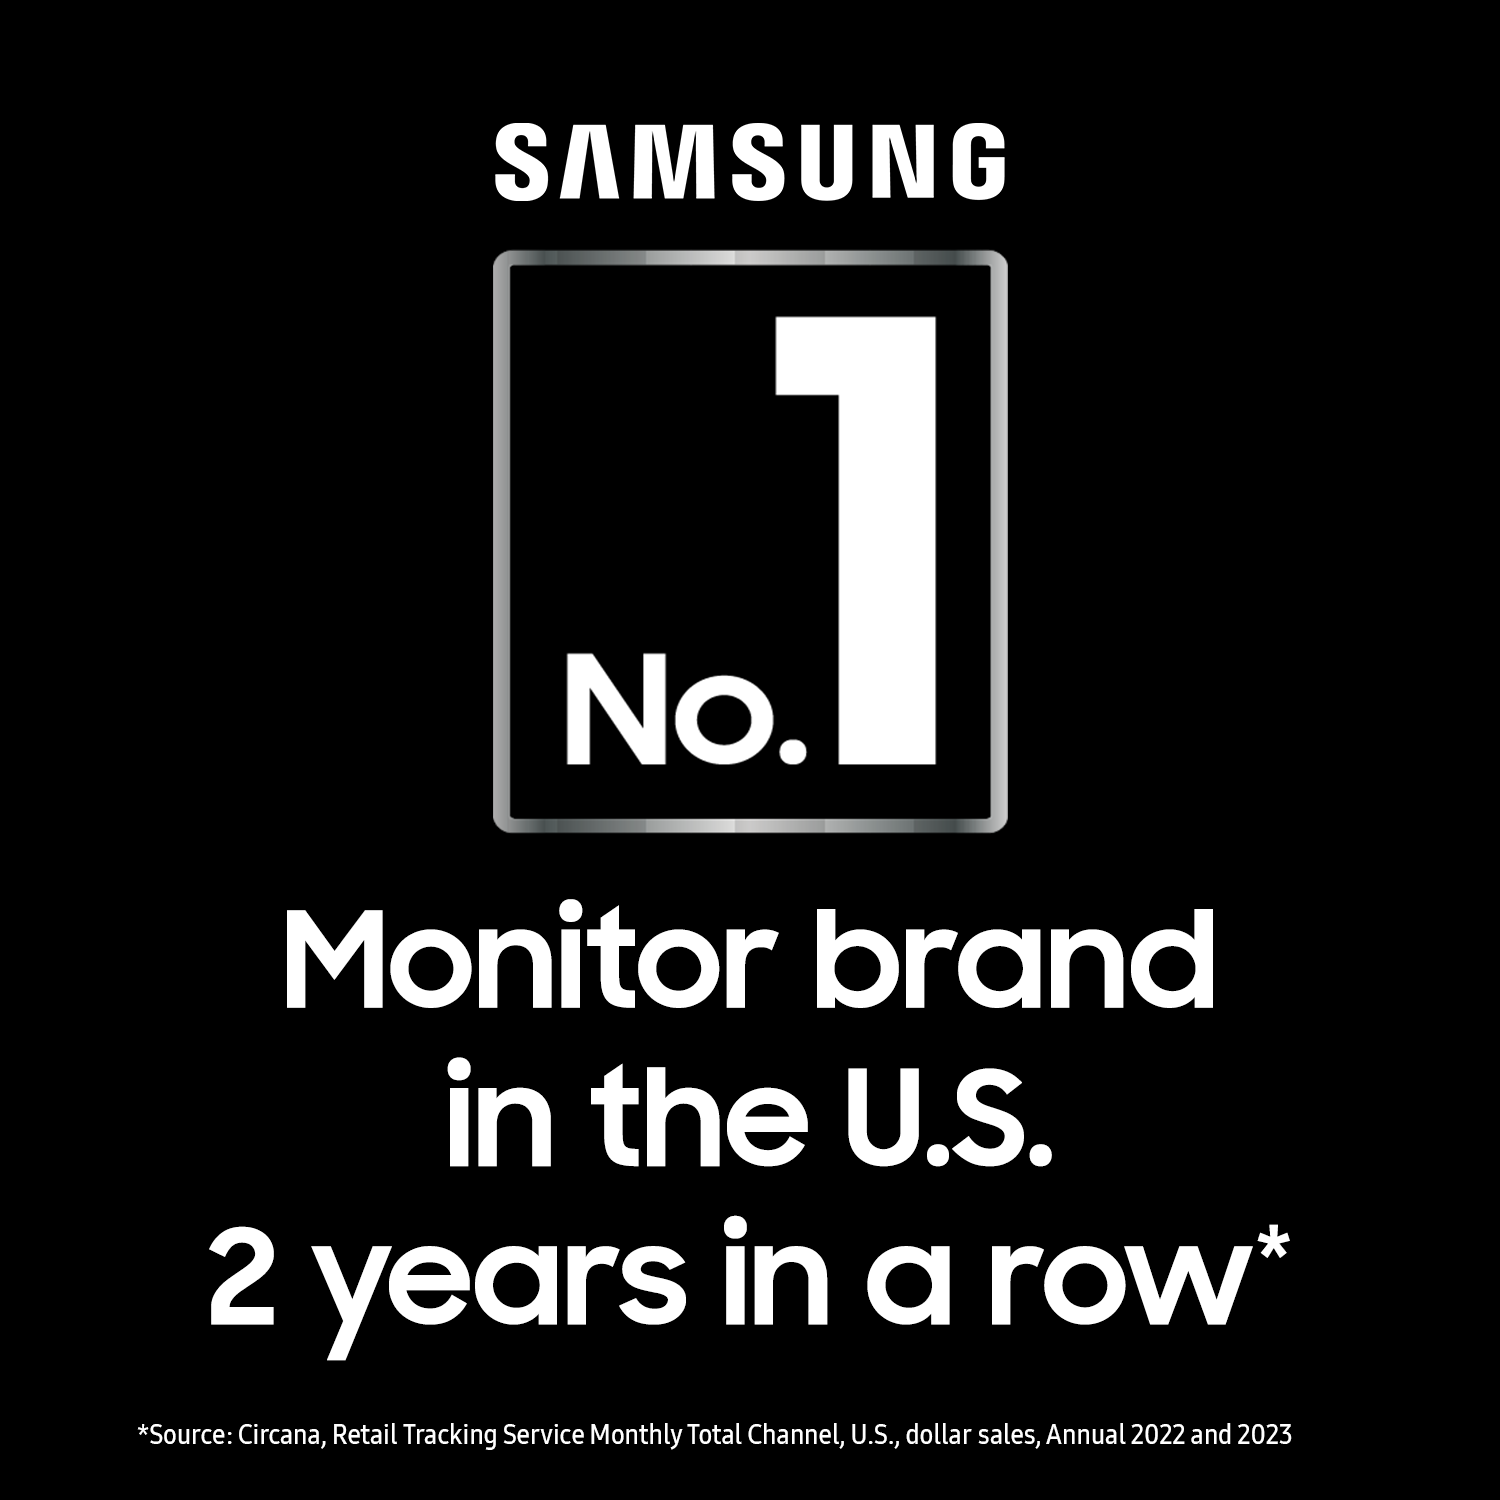 SAMSUNG
No.1
Monitor brand
in the U.S.
2 years in a row*
*Source: Circana, Retail Tracking Service Monthly Total Channel, U.S., dollar sales, Annual 2022 and 2023